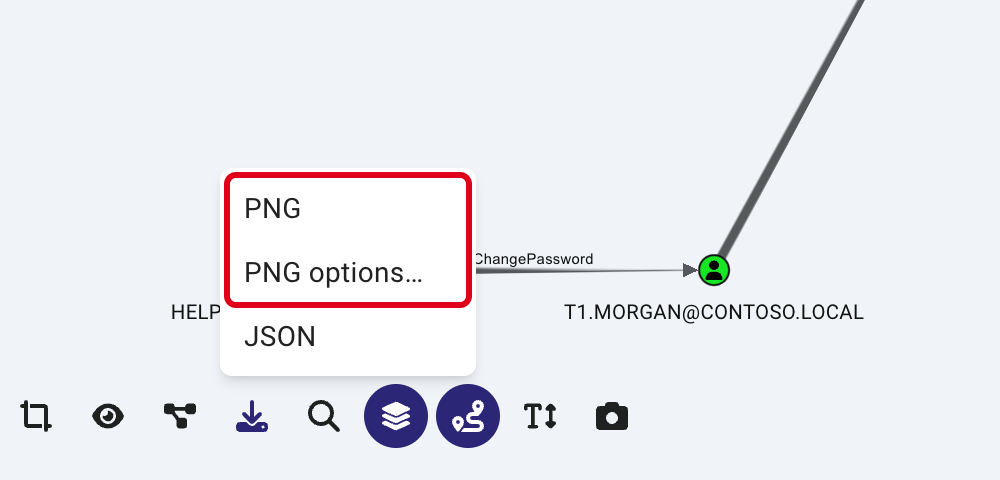 PNG
ChangePassword
PNG options…
HELP
T1.MORGAN@CONTOSO.LOCAL
JSON